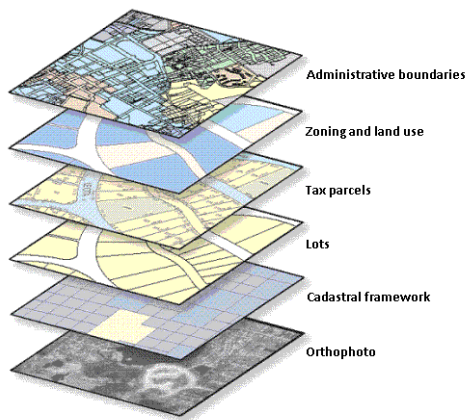 Administrative boundaries
Zoning and land use
Tax parcels
Lots
Cadastral framework
Orthophoto